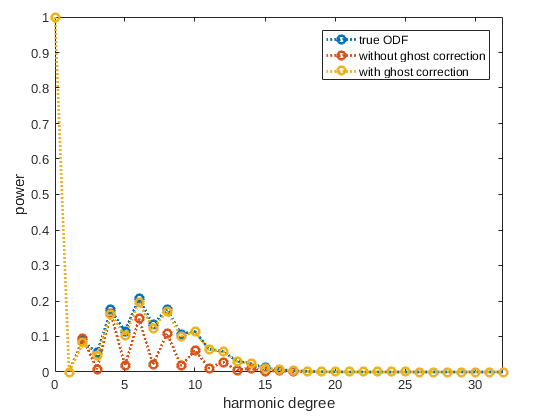 1
0.9
0.8
0.7
0.6
0.5
0.4
0.3
0.2
0.1
0
power
true ODF
without ghost correction
with ghost correction
0 5 10 15 20 25 30
harmonic degree